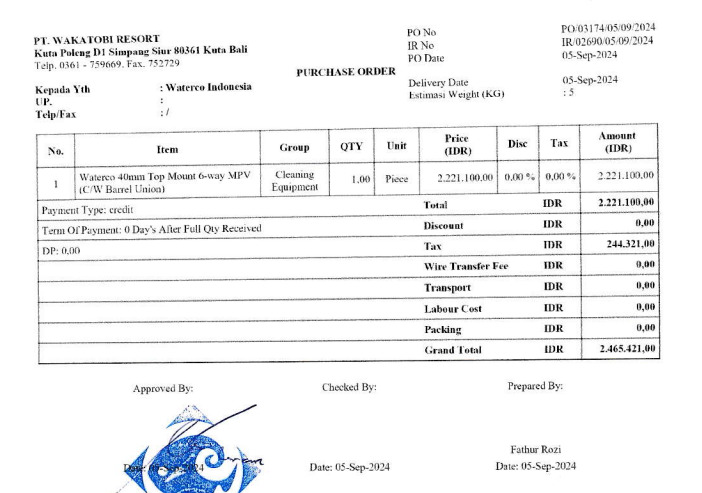 PT. WAKATOBI RESORT
Kuta Poleng D1 Simpang Siur 80361 Kuta Bali
Telp. 0361 - 759669. Fax. 752729
PO No PO/03174/05/09/2024
IR No IR/02690/05/09/2024
PO Date 05-Sep-2024
PURCHASE ORDER
Kepada Yth : Waterco Indonesia
UP. :
Telp/Fax : /
Delivery Date 05-Sep-2024
Estimasi Weight (KG) : 5
No. Item Group QTY Unit Price (IDR) Disc Tax Amount (IDR)
1 Waterco 40mm Top Mount 6-way MPV (C/W Barrel Union) Cleaning Equipment 1.00 Piece 2.221.100,00 0,00 % 0,00 % 2.221.100,00
Payment Type: credit Total IDR 2.221.100,00
Term Of Payment: 0 Day's After Full Qty Received Discount IDR 0,00
DP: 0,00 Tax IDR 244.321,00
Wire Transfer Fee IDR 0,00
Transport IDR 0,00
Labour Cost IDR 0,00
Packing IDR 0,00
Grand Total IDR 2.465.421,00
Approved By: Checked By: Prepared By:
Fathur Rozi
Date: 05-Sep-2024 Date: 05-Sep-2024 Date: 05-Sep-2024